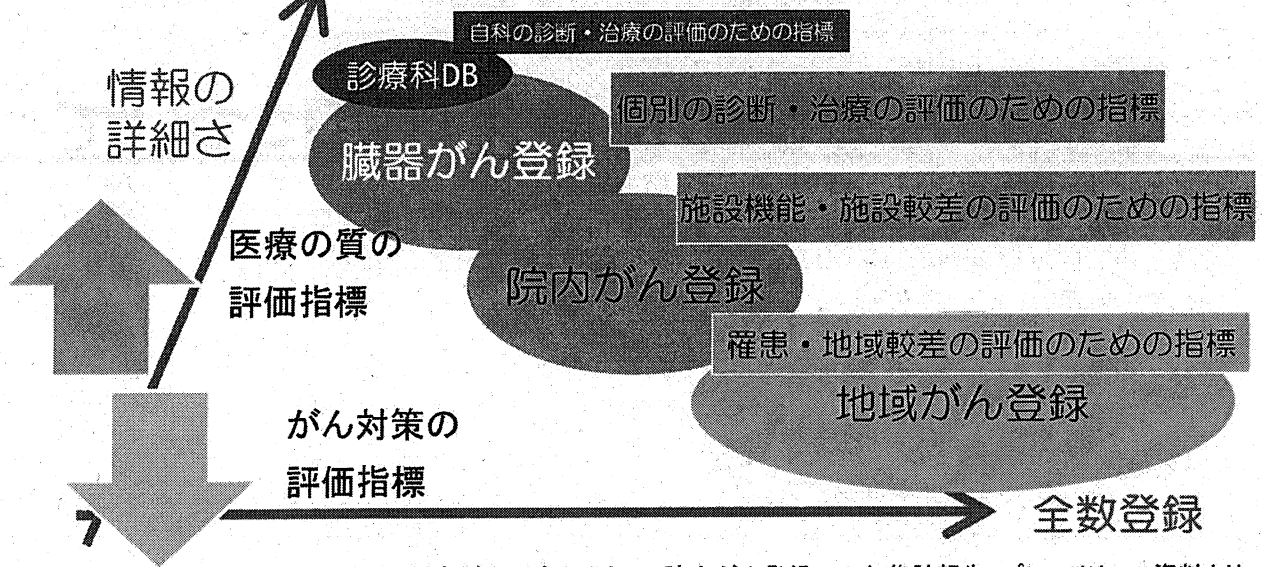 自科の診断・治療の評価のための指標
診療科DB
情報の
詳細さ
個別の診断・治療の評価のための指標
臓器がん登録
施設機能・施設較差の評価のための指標
医療の質の
評価指標
院内がん登録
罹患・地域較差の評価のための指標
地域がん登録
がん対策の
評価指標
全数登録